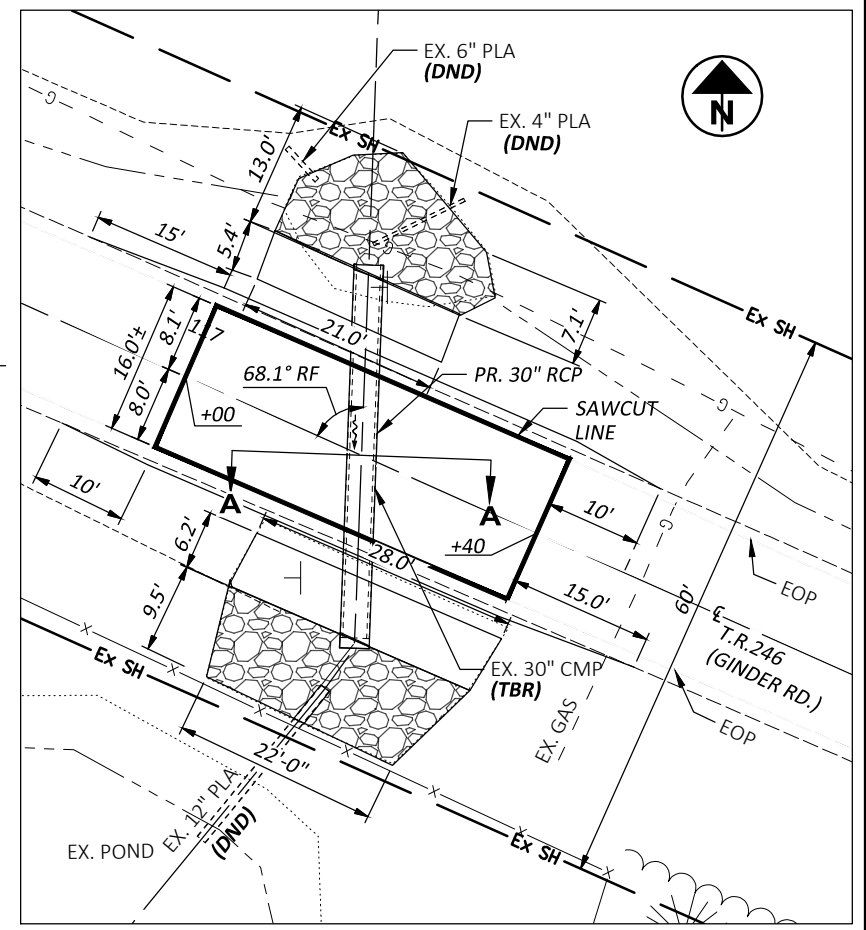 EX. 6" PLA
(DND)
EX. 4" PLA
(DND)
N
G
Ex SH
13.0'
15'
5.4'
Ex SH
7.1'
16.0'±
8.1'
8.0'
21.0'
68.1° RF
PR. 30" RCP
SAWCUT
LINE
+00
G
A
A
10'
10'
+40
G
6.2'
28.0'
9.5'
15.0'
60'
EOP
℄
T.R.246
(GINDER RD.)
EX. 30" CMP
(TBR)
Ex SH
EX. GAS
EOP
22'-0"
EX. POND
EX. 12" PLA
(DND)
Ex SH